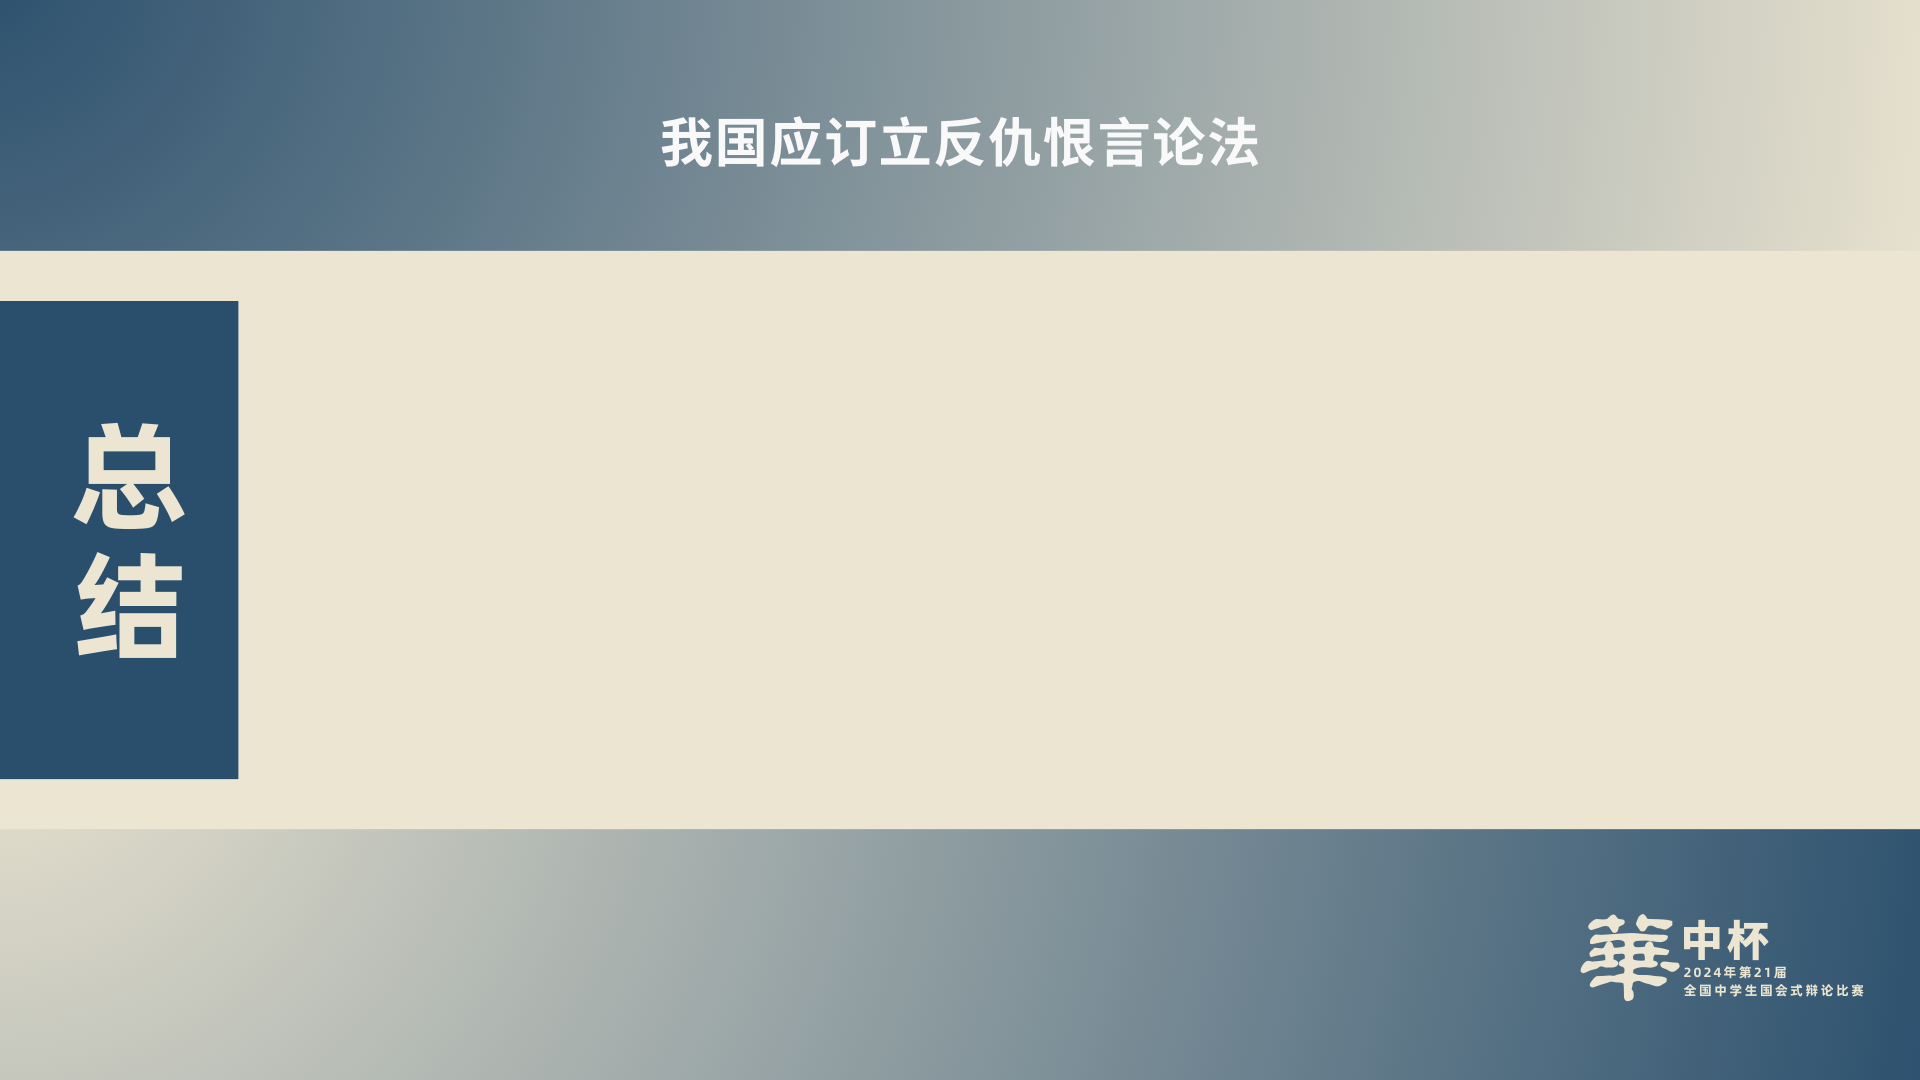 我国应订立反仇恨言论法
总
结
華中杯
2024年第21届
全国中学生国会式辩论比赛